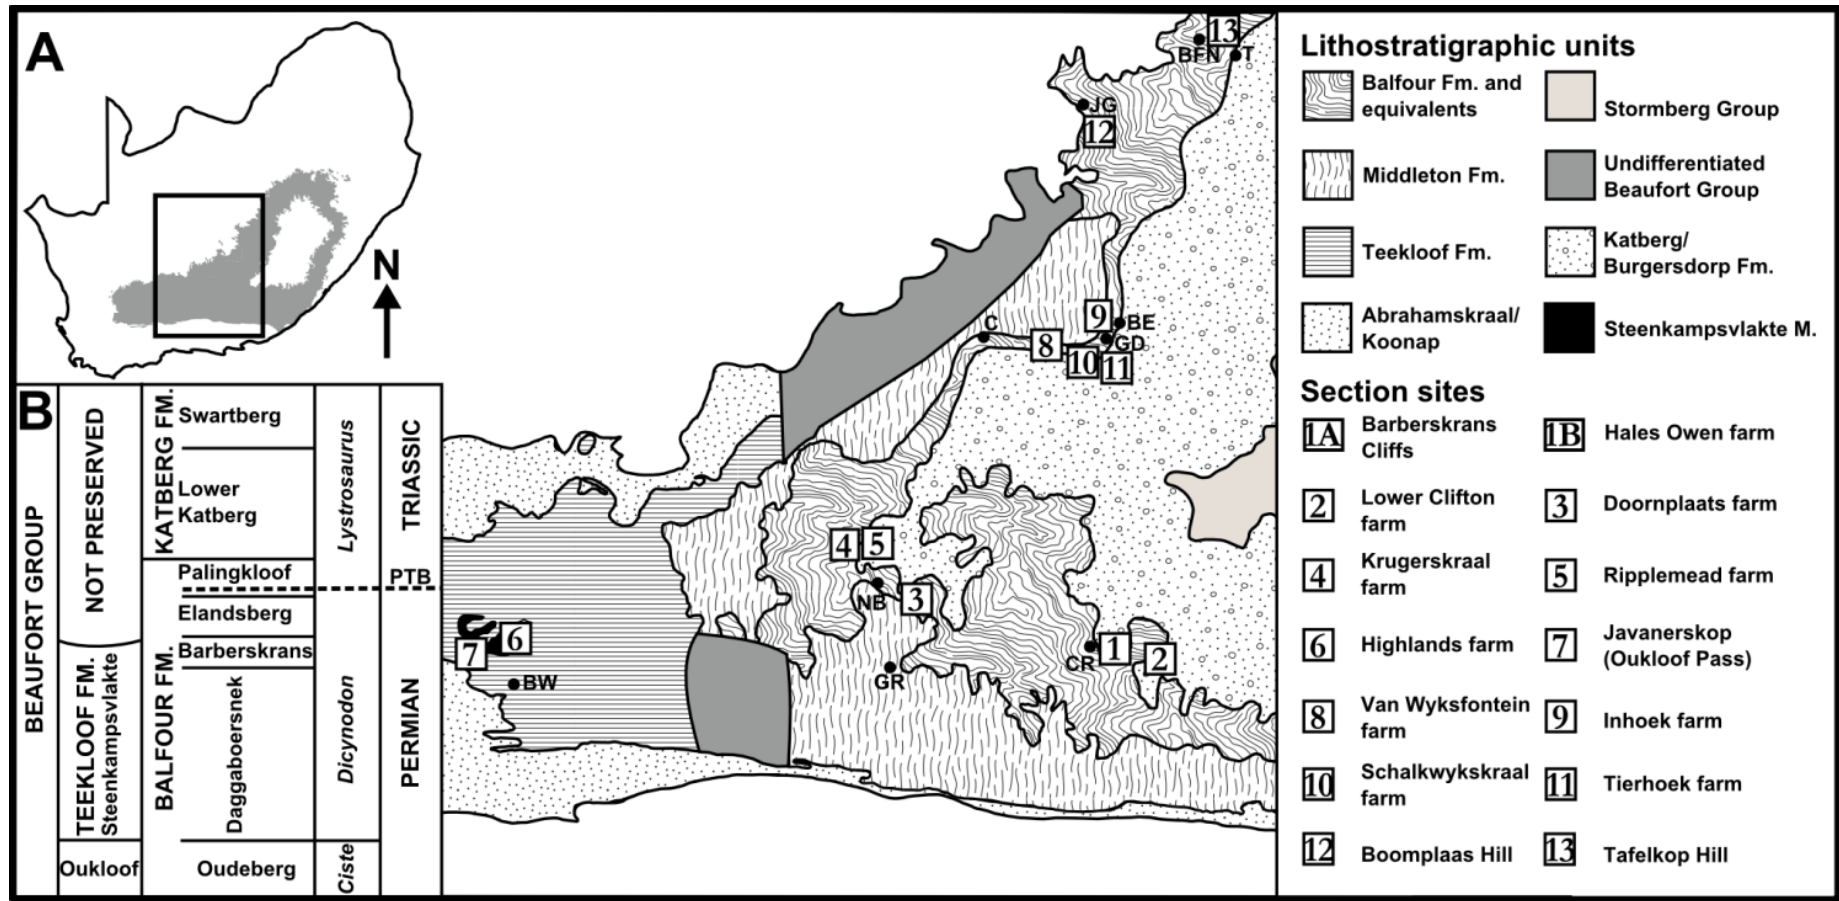 A
N
B
BEAUFORT GROUP
NOT PRESERVED
TEEKLOOF FM.
Steenkampsvlakte
Oukloof
KATBERG FM.
BALFOUR FM.
Swartberg
Lower
Katberg
Palingkloof
Elandsberg
Barberskrans
Daggaboersnek
Oudeberg
Lystrosaurus
Dicynodon
Ciste
TRIASSIC
PTB
PERMIAN
13
BFN
T
JG
12
9
BE
C
8
GD
10
11
4
5
NB
3
6
7
BW
GR
CR
1
2
Lithostratigraphic units
Balfour Fm. and
equivalents
Stormberg Group
Middleton Fm.
Undifferentiated
Beaufort Group
Teekloof Fm.
Katberg/
Burgersdorp Fm.
Abrahamskraal/
Koonap
Steenkampsvlakte M.
Section sites
1A Barberskrans
Cliffs
1B Hales Owen farm
2 Lower Clifton
farm
3 Doornplaats farm
4 Krugerskraal
farm
5 Ripplemead farm
6 Highlands farm
7 Javanerskop
(Oukloof Pass)
8 Van Wyksfontein
farm
9 Inhoek farm
10 Schalkwykskraal
farm
11 Tierhoek farm
12 Boomplaas Hill
13 Tafelkop Hill